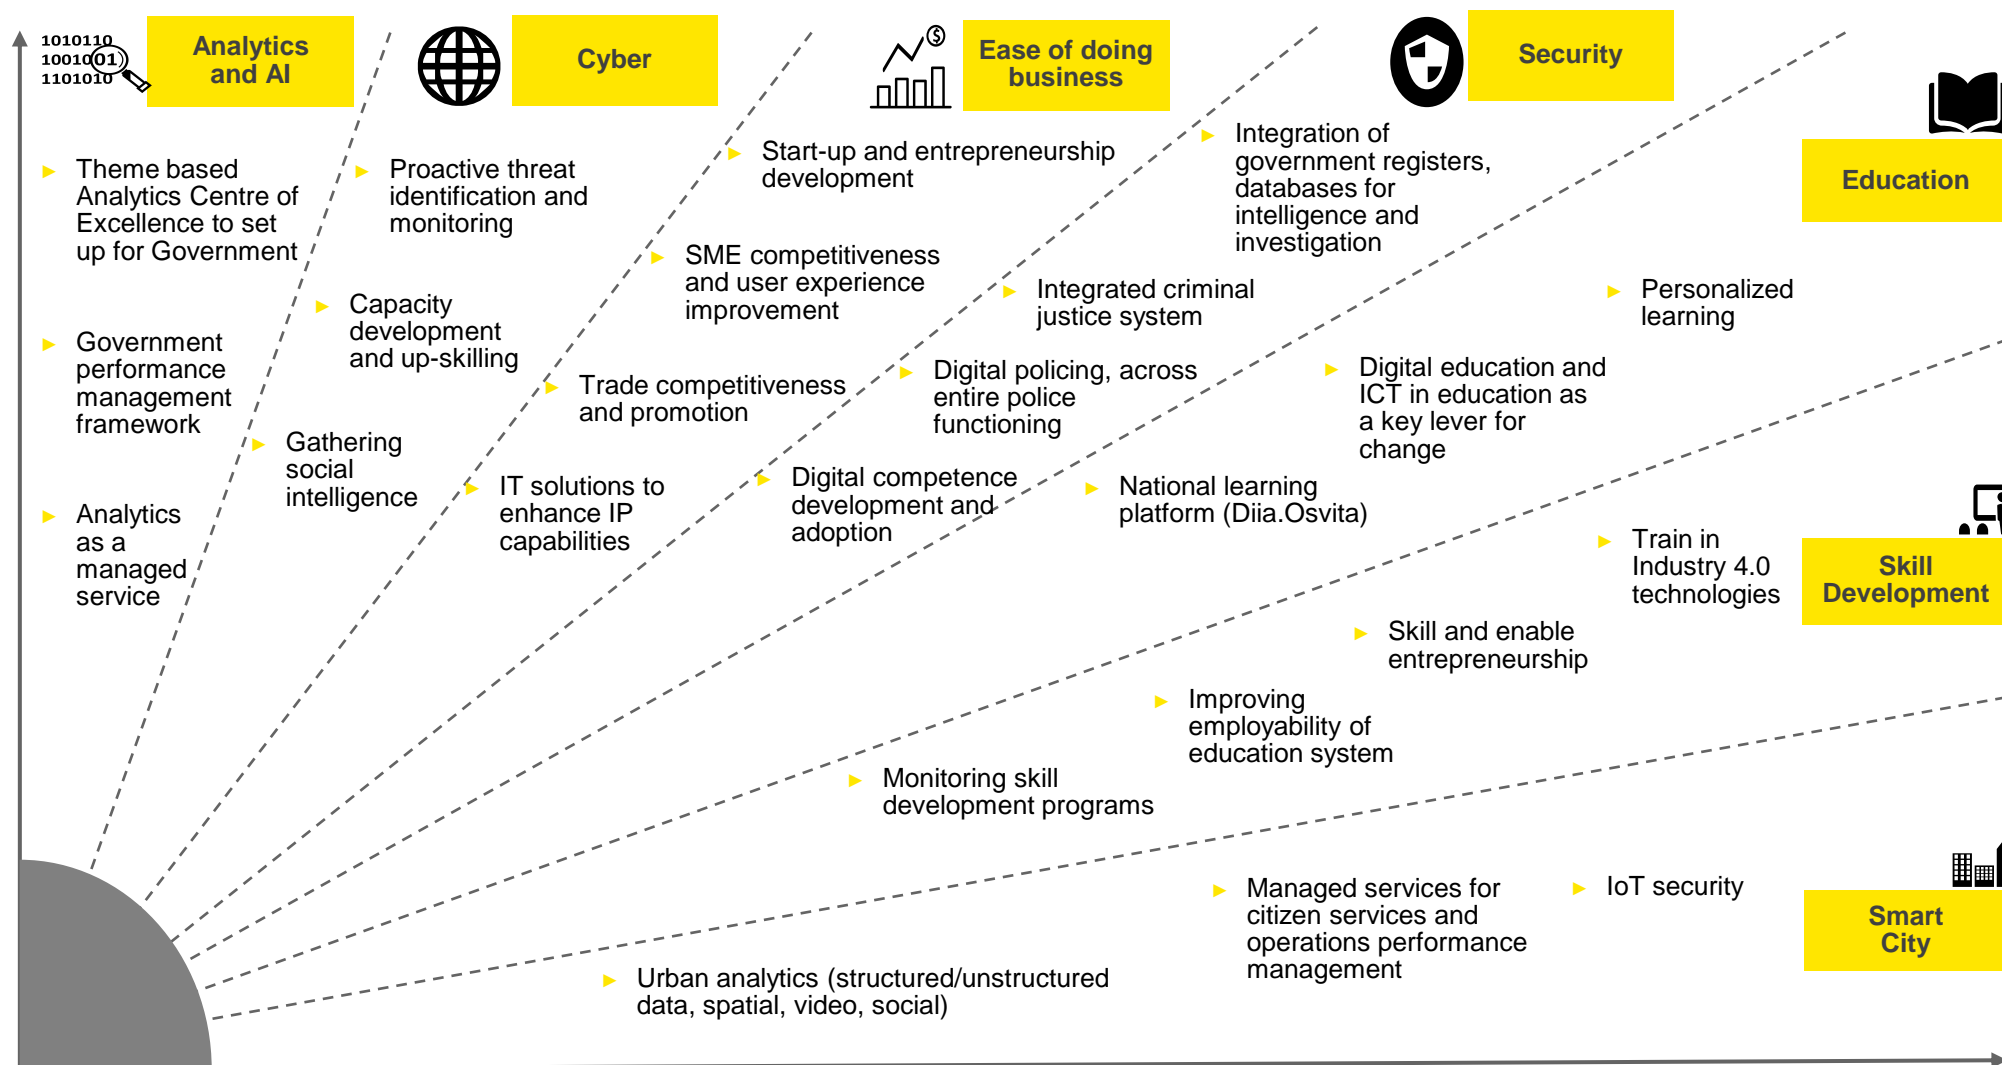 1010110
1001001
1101010
Analytics
and AI
Theme based
Analytics Centre of
Excellence to set
up for Government
Government
performance
management
framework
Analytics
as a
managed
service
Cyber
Proactive threat
identification and
monitoring
Capacity
development
and up-skilling
Gathering
social
intelligence
Ease of doing
business
$
Start-up and entrepreneurship
development
SME competitiveness
and user experience
improvement
Trade competitiveness
and promotion
IT solutions to
enhance IP
capabilities
Security
Integration of
government registers,
databases for
intelligence and
investigation
Integrated criminal
justice system
Digital policing, across
entire police
functioning
Digital competence
development and
adoption
Education
Personalized
learning
Digital education and
ICT in education as
a key lever for
change
National learning
platform (Diia.Osvita)
Skill
Development
Train in
Industry 4.0
technologies
Skill and enable
entrepreneurship
Improving
employability of
education system
Monitoring skill
development programs
Smart
City
IoT security
Managed services for
citizen services and
operations performance
management
Urban analytics (structured/unstructured
data, spatial, video, social)